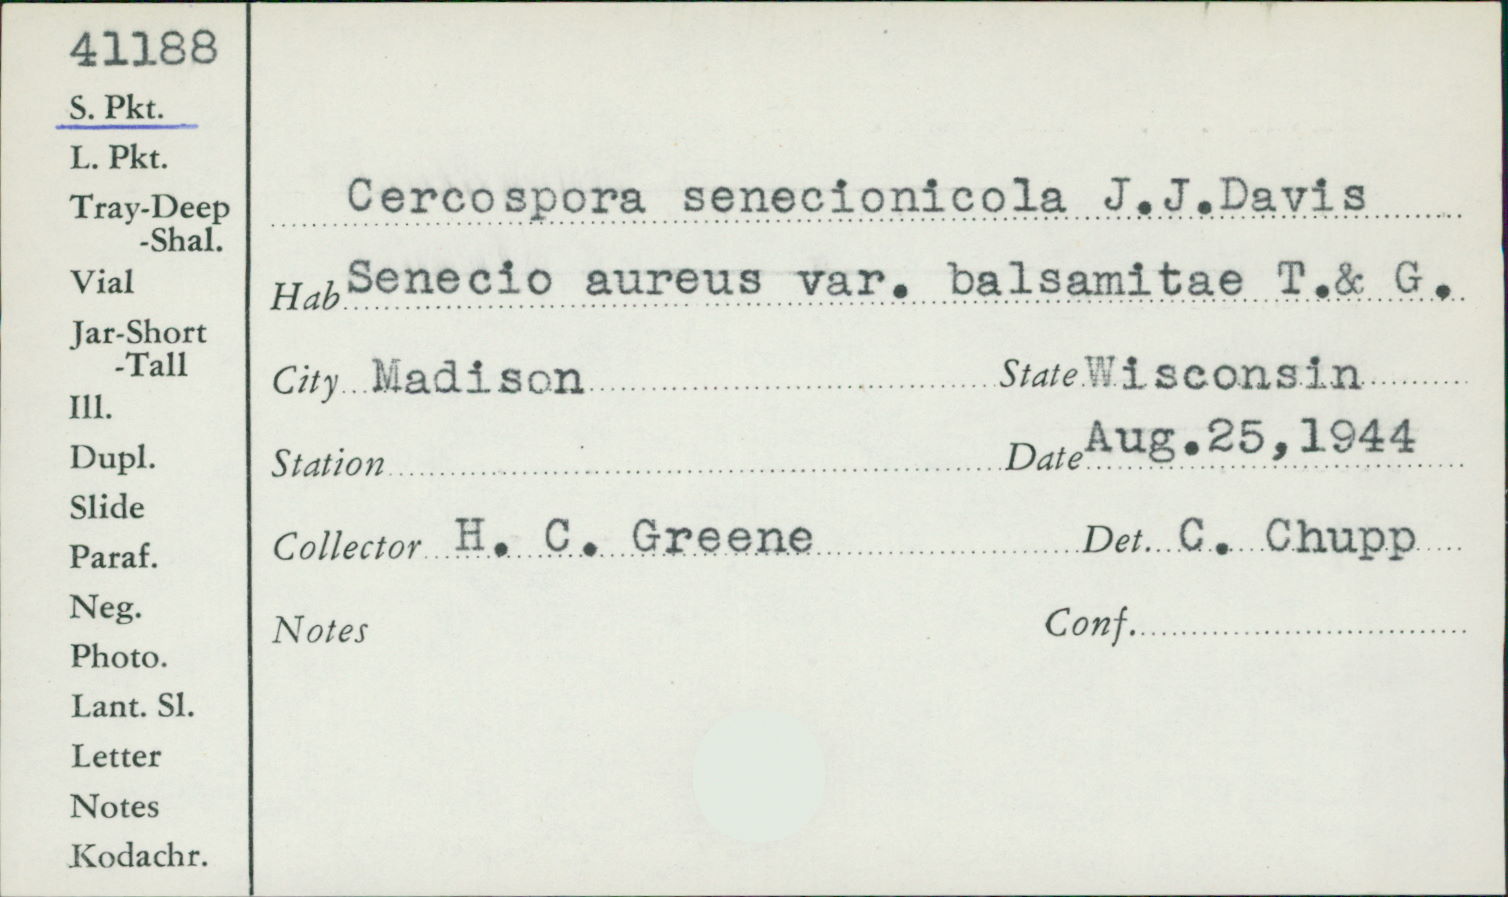 41188
S. Pkt.
L. Pkt.
Tray-Deep
-Shal.
Vial
Jar-Short
-Tall
Ill.
Dupl.
Slide
Paraf.
Neg.
Photo.
Lant. Sl.
Letter
Notes
Kodachr.
Cercospora senecionicola J.J.Davis
Hab Senecio aureus var. balsamitae T.& G.
City Madison State Wisconsin
Station Date Aug.25,1944
Collector H. C. Greene Det. C. Chupp
Notes Conf.